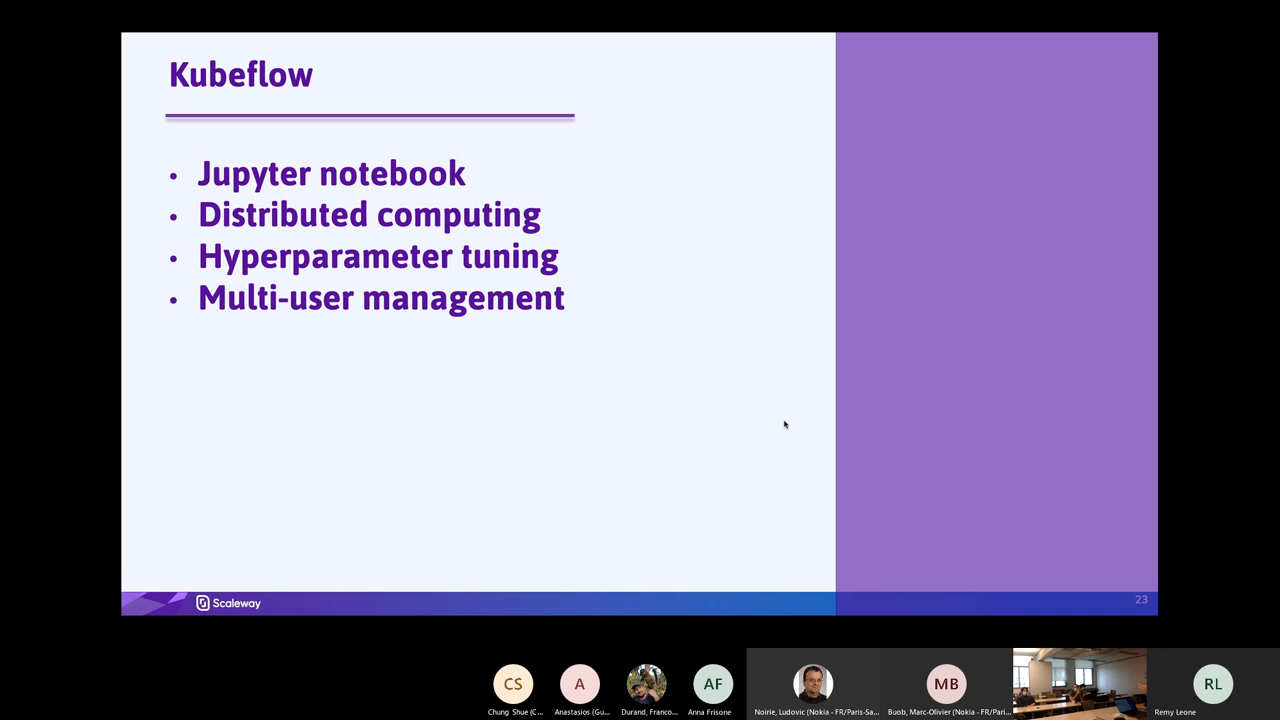 Kubeflow
• Jupyter notebook
• Distributed computing
• Hyperparameter tuning
• Multi-user management
Scaleway
23
CS
A
AF
MB
RL
Chung Shue (C...
Anastasios (Gu...
Durand, Franco...
Anna Frisone
Noirie, Ludovic (Nokia - FR/Paris-Sa...
Buob, Marc-Olivier (Nokia - FR/Pari...
Remy Leone